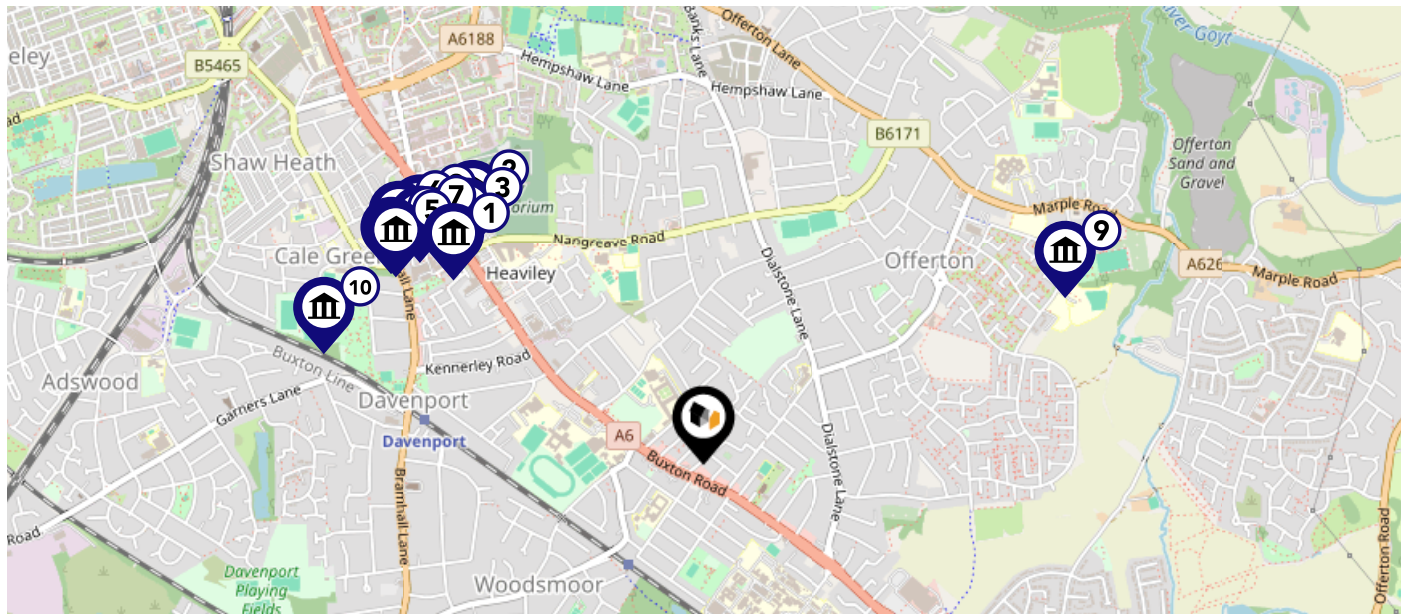 eley
B5465
A6188
Hempshaw Lane
Banks Lane
Offerton Lane
Hempshaw Lane
River Goyt
B6171
Offerton
Sand and
Gravel
Shaw Heath
2
3
7
5
1
orium
Nangreave Road
Cale Gree
Heaviley
10
Dialstone Lane
Offerton
Marple Road
9
A626
Marple Road
Buxton Line
Kennerley Road
Adswood
Garners Lane
Davenport
Davenport
A6
Buxton Road
Dialstone Lane
Bramhall Lane
Road
Davenport
Playing
Fields
Woodsmoor
Offerton Road